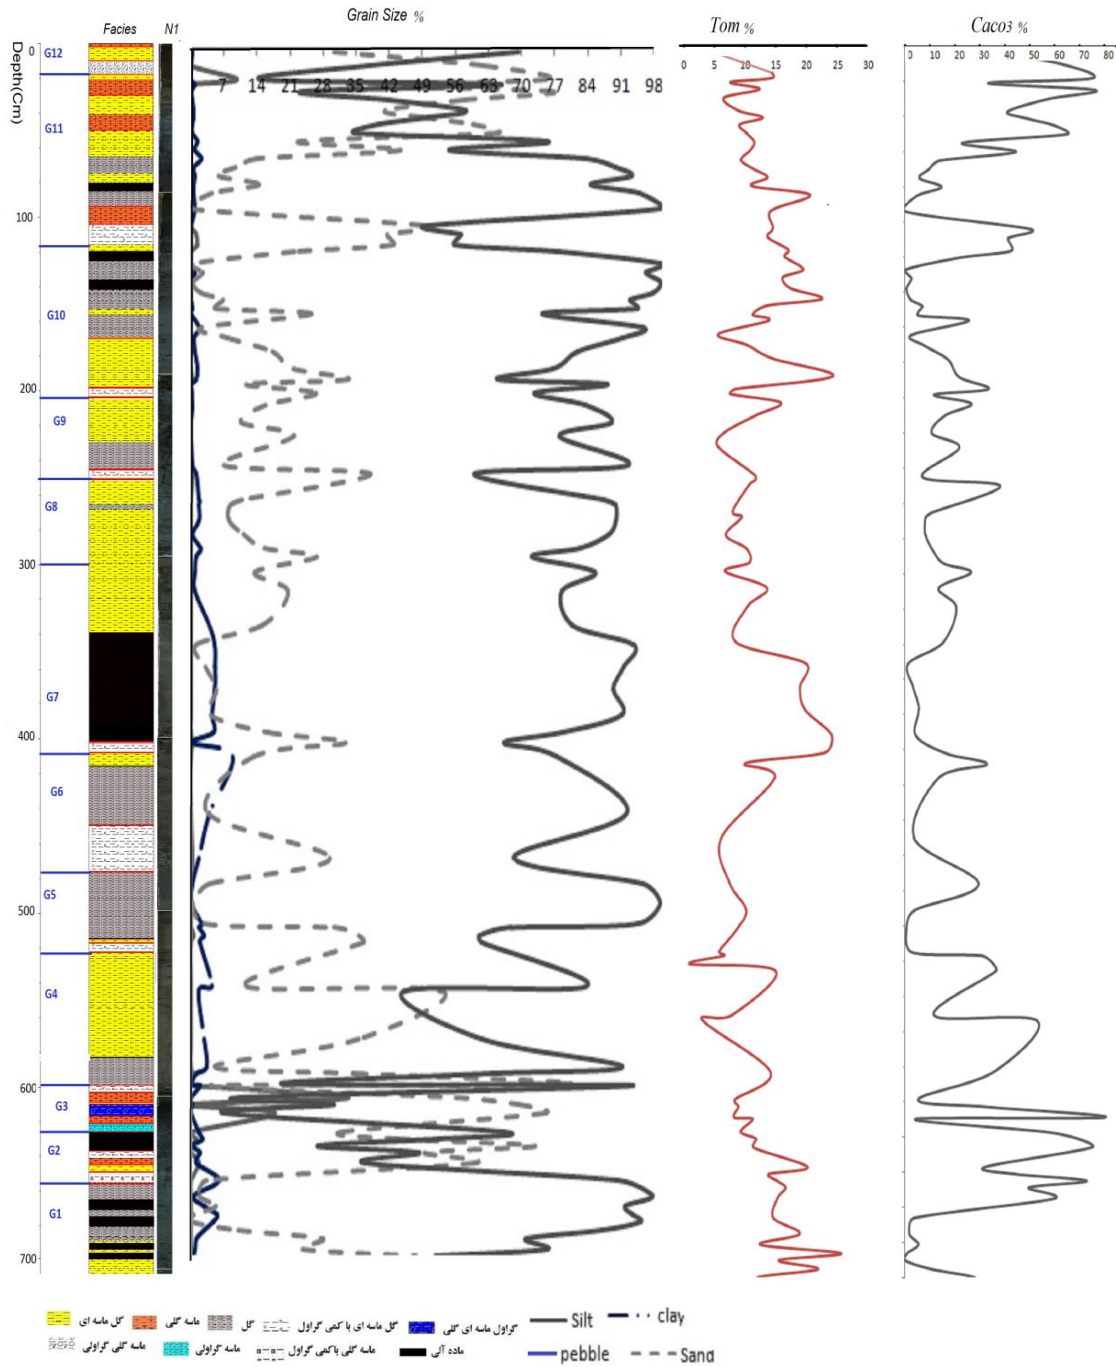 Grain Size %
Facies N1 Tom % Caco3 %
Depth(Cm)
0 5 10 15 20 25 30
0 10 20 30 40 50 60 70 80
7 14 21 28 35 42 49 56 63 70 77 84 91 98
0
100
200
300
400
500
600
700
G12
G11
G10
G9
G8
G7
G6
G5
G4
G3
G2
G1
گل ماسه ای
ماسه گلی
گل
گل ماسه ای با کمی گراول
گراول ماسه ای گلی
Silt
clay
ماسه گلی گراولی
ماسه گراولی
ماسه گلی باکمی گراول
ماده آلی
pebble
Sand